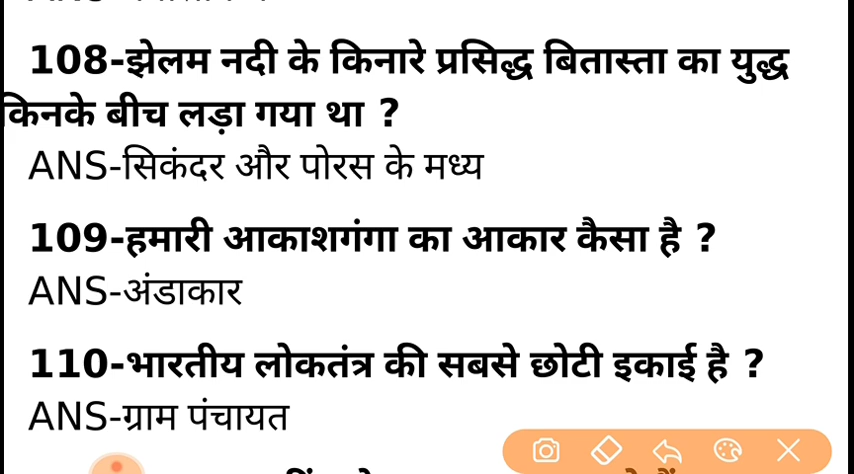 108-झेलम नदी के किनारे प्रसिद्ध बितास्ता का युद्ध
किनके बीच लड़ा गया था ?
ANS-सिकंदर और पोरस के मध्य
109-हमारी आकाशगंगा का आकार कैसा है ?
ANS-अंडाकार
110-भारतीय लोकतंत्र की सबसे छोटी इकाई है ?
ANS-ग्राम पंचायत